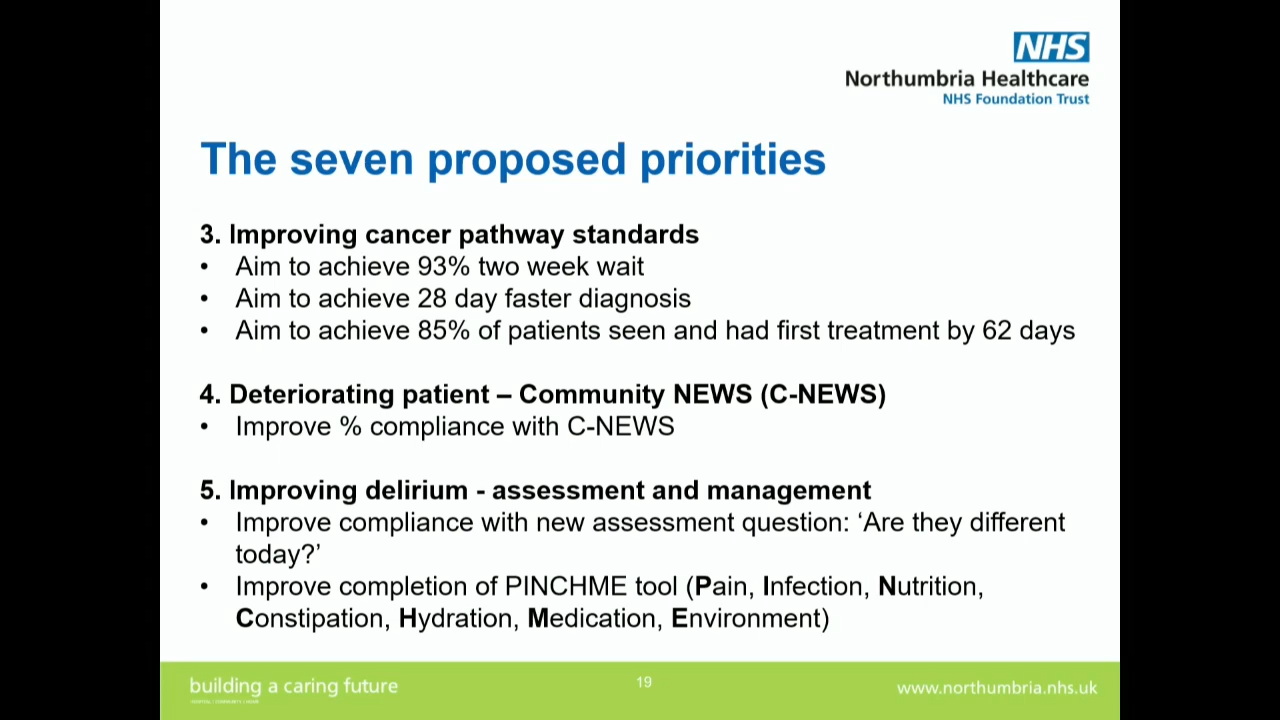 NHS
Northumbria Healthcare
NHS Foundation Trust
The seven proposed priorities
3. Improving cancer pathway standards
• Aim to achieve 93% two week wait
• Aim to achieve 28 day faster diagnosis
• Aim to achieve 85% of patients seen and had first treatment by 62 days
4. Deteriorating patient – Community NEWS (C-NEWS)
• Improve % compliance with C-NEWS
5. Improving delirium - assessment and management
• Improve compliance with new assessment question: ‘Are they different
today?’
• Improve completion of PINCHME tool (Pain, Infection, Nutrition,
Constipation, Hydration, Medication, Environment)
building a caring future
19
www.northumbria.nhs.uk